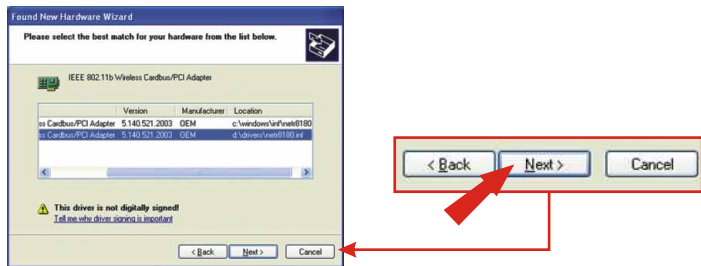 Found New Hardware Wizard
Please select the best match for your hardware from the list below.
IEEE 802.11b Wireless Cardbus/PCI Adapter
Version Manufacturer Location
ss Cardbus/PCI Adapter 5.140.521.2003 OEM c:\windows\inf\netr8180
ss Cardbus/PCI Adapter 5.140.521.2003 OEM d:\drivers\netr8180.inf
This driver is not digitally signed!
Tell me why driver signing is important
< Back Next > Cancel
< Back Next > Cancel